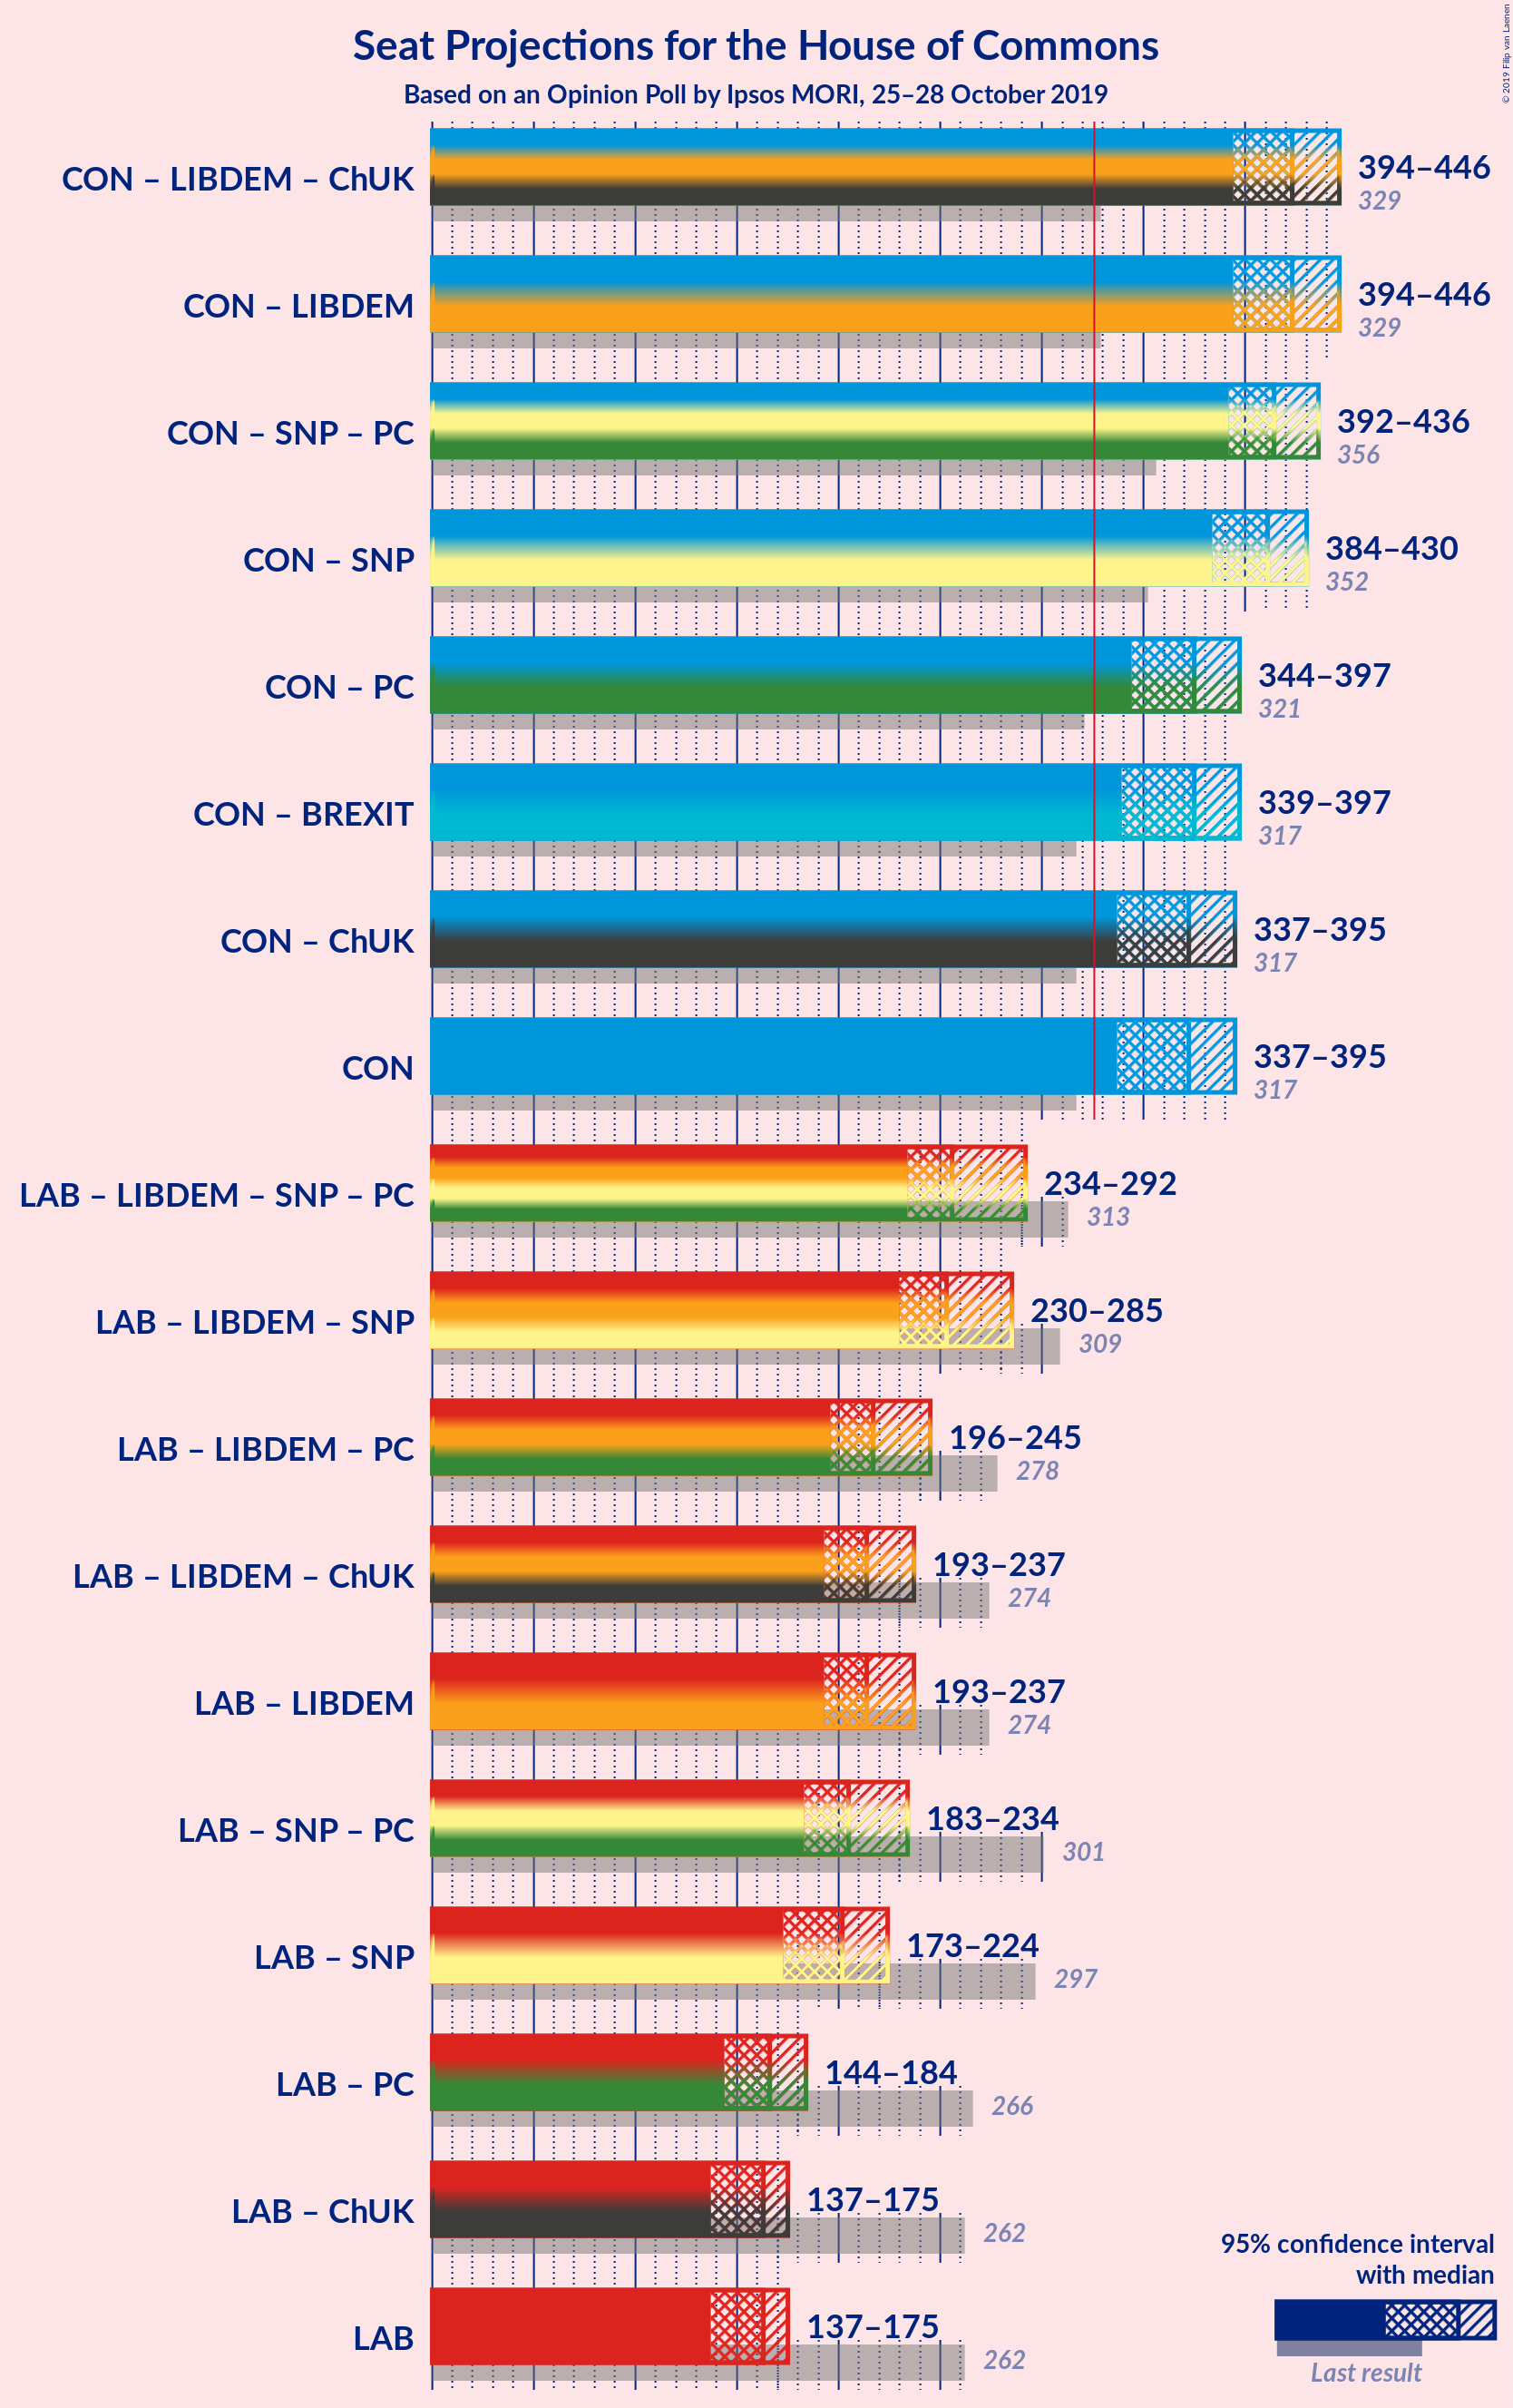 Seat Projections for the House of Commons
Based on an Opinion Poll by Ipsos MORI, 25–28 October 2019
© 2019 Filip van Laenen
CON – LIBDEM – ChUK
394–446
329
CON – LIBDEM
394–446
329
CON – SNP – PC
392–436
356
CON – SNP
384–430
352
CON – PC
344–397
321
CON – BREXIT
339–397
317
CON – ChUK
337–395
317
CON
337–395
317
LAB – LIBDEM – SNP – PC
234–292
313
LAB – LIBDEM – SNP
230–285
309
LAB – LIBDEM – PC
196–245
278
LAB – LIBDEM – ChUK
193–237
274
LAB – LIBDEM
193–237
274
LAB – SNP – PC
183–234
301
LAB – SNP
173–224
297
LAB – PC
144–184
266
LAB – ChUK
137–175
262
LAB
137–175
262
95% confidence interval
with median
Last result